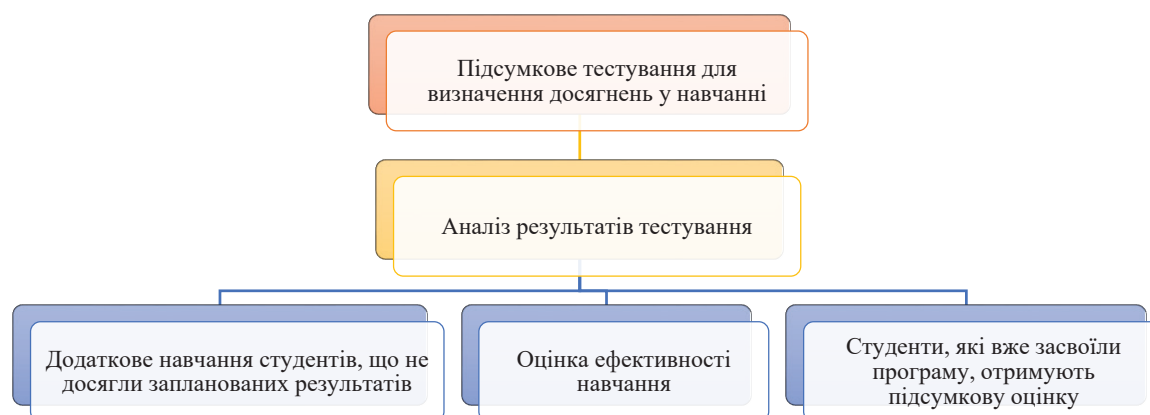 Підсумкове тестування для
визначення досягнень у навчанні
Аналіз результатів тестування
Додаткове навчання студентів, що не
досягли запланованих результатів
Оцінка ефективності
навчання
Студенти, які вже засвоїли
програму, отримують
підсумкову оцінку